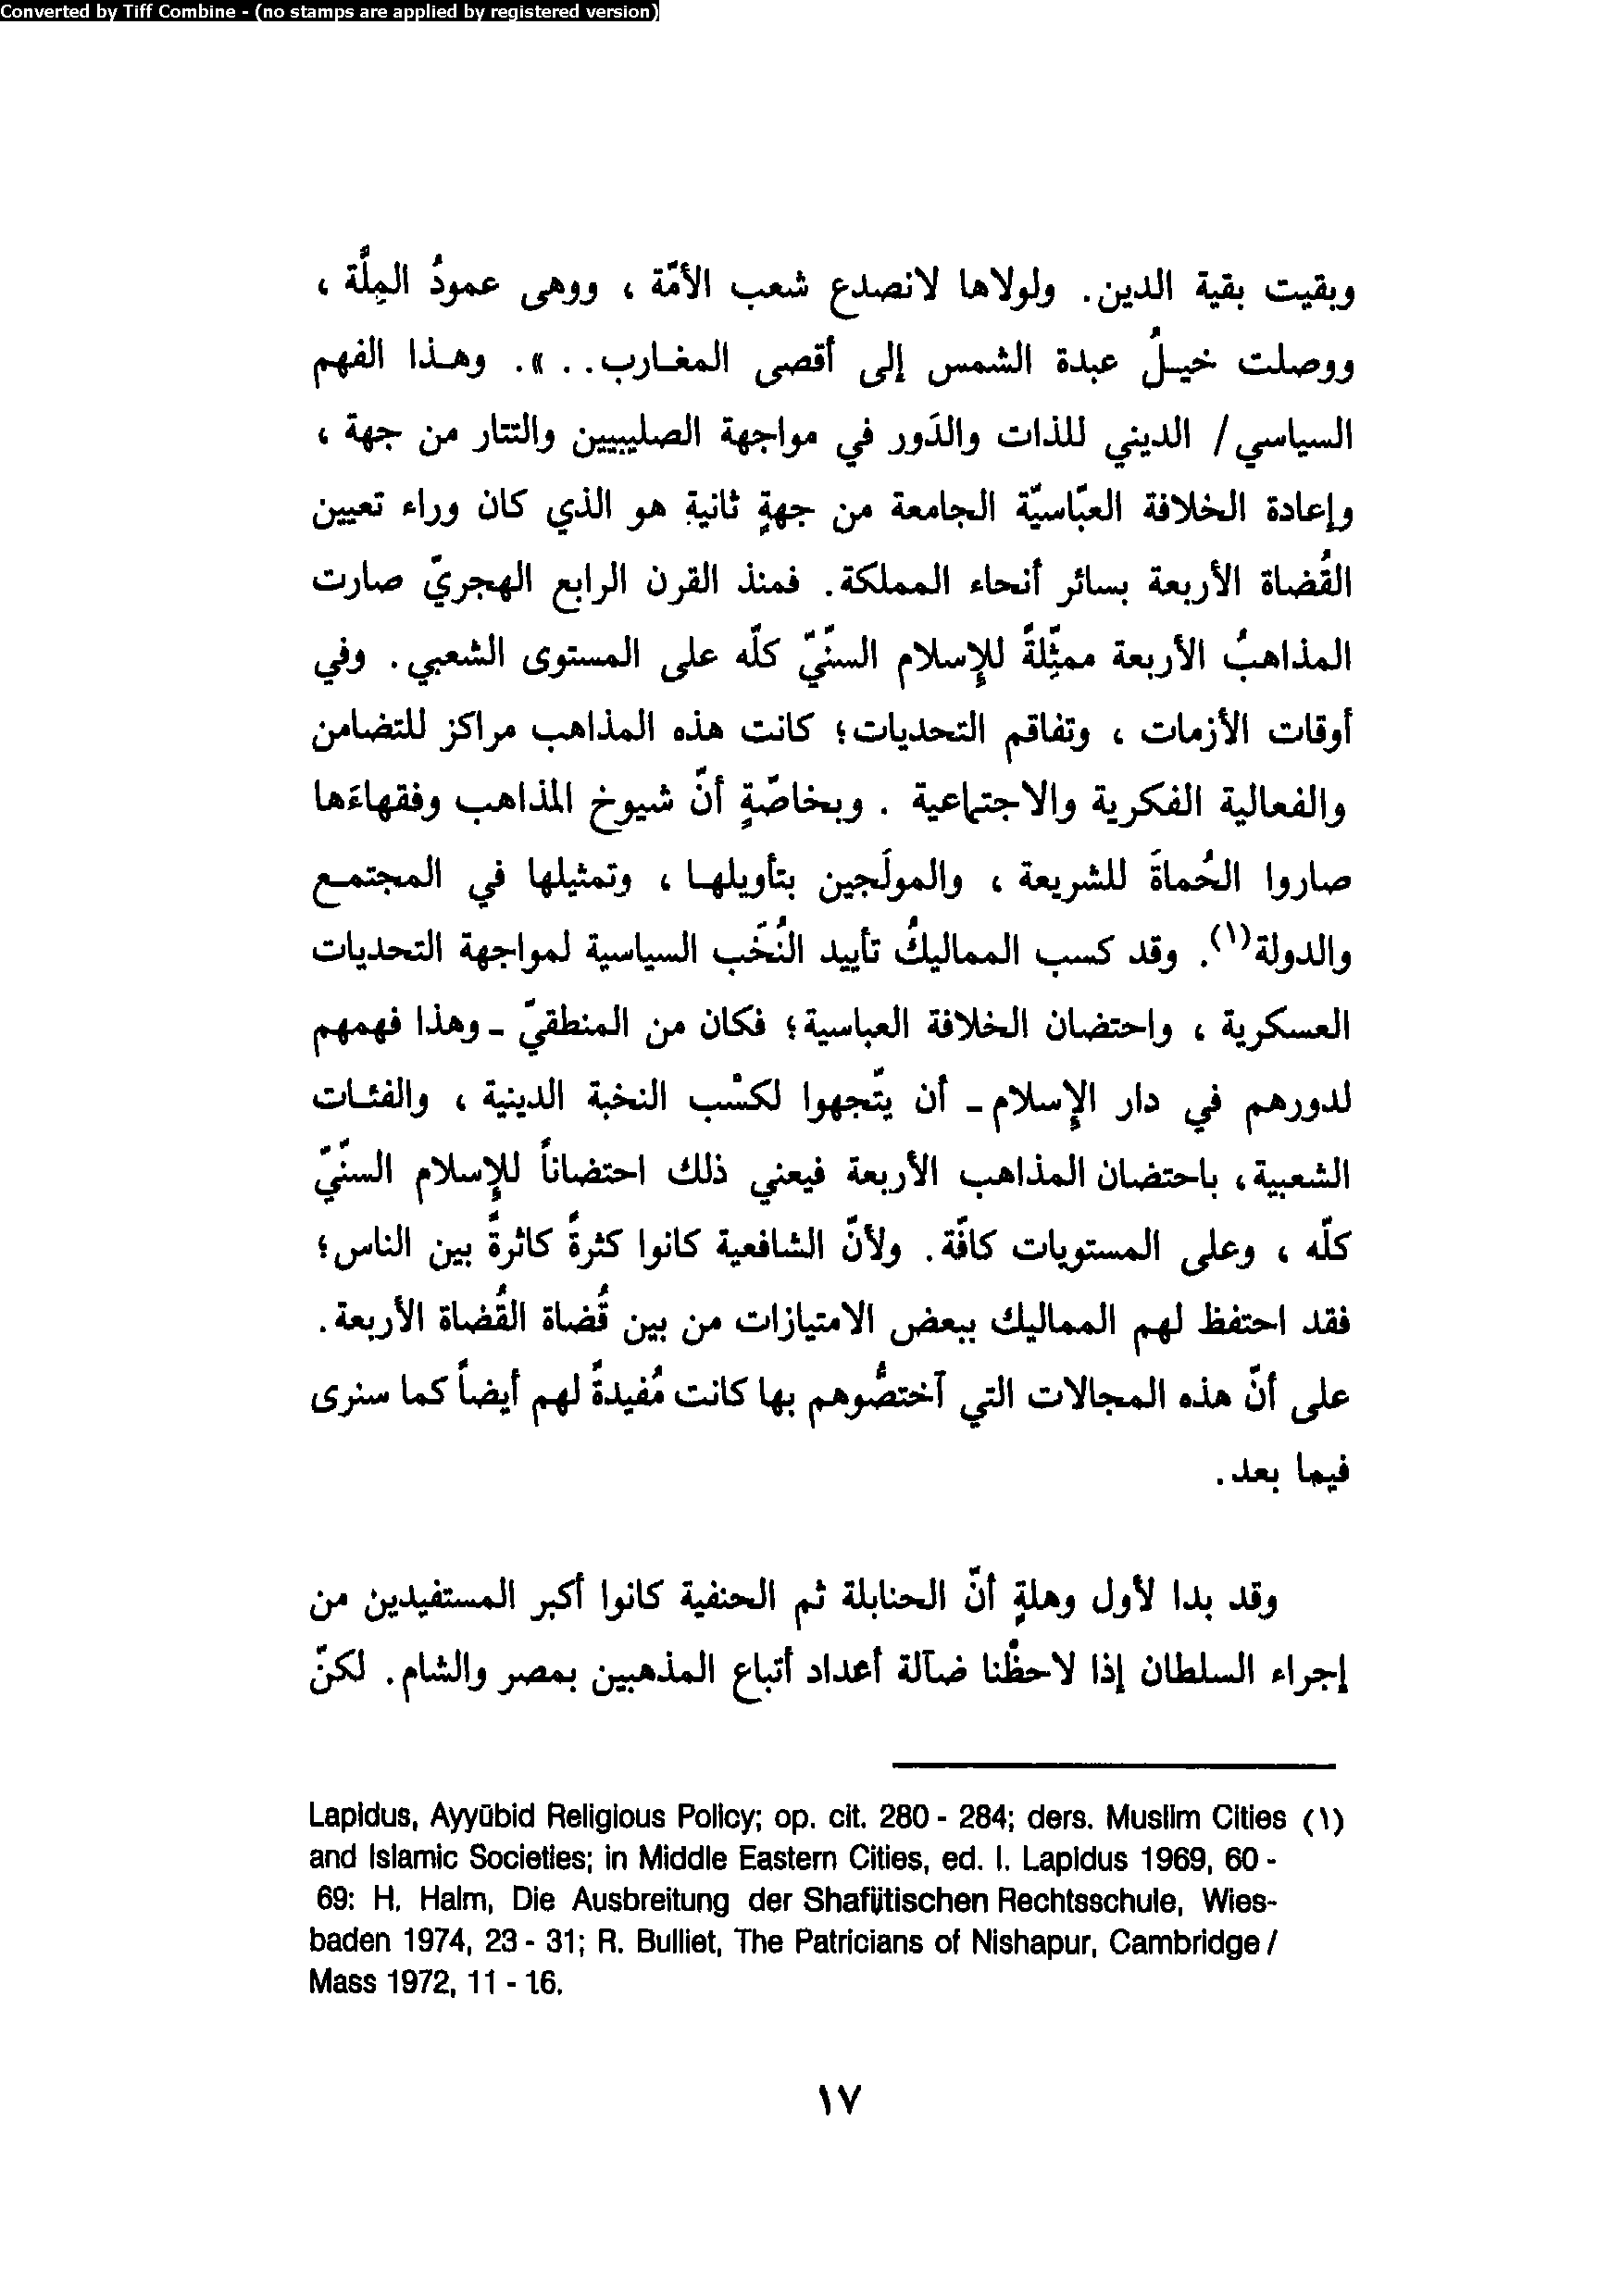 Converted by Tiff Combine - (no stamps are applied by registered version)
وبقيت بقية الدين. ولولاها لانصدع شعب الأمّة ، ووهى عمودُ المِلَّة ،
ووصلت خيلُ عبدة الشمس إلى أقصى المغارب. . ». وهذا الفهم
السياسي / الديني للذات والدَور في مواجهة الصليبيين والتتار من جهة ،
وإعادة الخلافة العبّاسيّة الجامعة من جهةٍ ثانيةٍ هو الذي كان وراء تعيين
القُضاة الأربعة بسائر أنحاء المملكة. فمنذ القرن الرابع الهجريّ صارت
المذاهبُ الأربعة ممثِّلةً للإسلام السنّيّ كلّه على المستوى الشعبي. وفي
أوقات الأزمات ، وتفاقم التحديات؛ كانت هذه المذاهب مراكز للتضامن
والفعالية الفكرية والاجتماعية . وبخاصّةٍ أنّ شيوخ المذاهب وفقهاءَها
صاروا الحُماةَ للشريعة ، والمولَجين بتأويلها ، وتمثيلها في المجتمع
والدولة(١). وقد كسب المماليكُ تأييد النُخَب السياسية لمواجهة التحديات
العسكرية ، واحتضان الخلافة العباسية؛ فكان من المنطقيّ - وهذا فهمهم
لدورهم في دار الإسلام - أن يتّجهوا لكسْب النخبة الدينية ، والفئات
الشعبية، باحتضان المذاهب الأربعة فيعني ذلك احتضاناً للإسلام السنّيّ
كلّه ، وعلى المستويات كافّة. ولأنّ الشافعية كانوا كثرةً كاثرةً بين الناس؛
فقد احتفظ لهم المماليك ببعض الامتيازات من بين قُضاة القُضاة الأربعة.
على أنّ هذه المجالات التي آختصُّوهم بها كانت مُفيدةً لهم أيضاً كما سنرى
فيما بعد.
وقد بدا لأول وهلةٍ أنّ الحنابلة ثم الحنفية كانوا أكبر المستفيدين من
إجراء السلطان إذا لاحظْنا ضآلة أعداد أتباع المذهبين بمصر والشام. لكنّ
Lapidus, Ayyūbid Religious Policy; op. cit. 280 - 284; ders. Muslim Cities (١)
and Islamic Societies; in Middle Eastern Cities, ed. I. Lapidus 1969, 60 -
69: H. Halm, Die Ausbreitung der Shafijtischen Rechtsschule, Wies-
baden 1974, 23 - 31; R. Bulliet, The Patricians of Nishapur, Cambridge /
Mass 1972, 11 - 16.
١٧